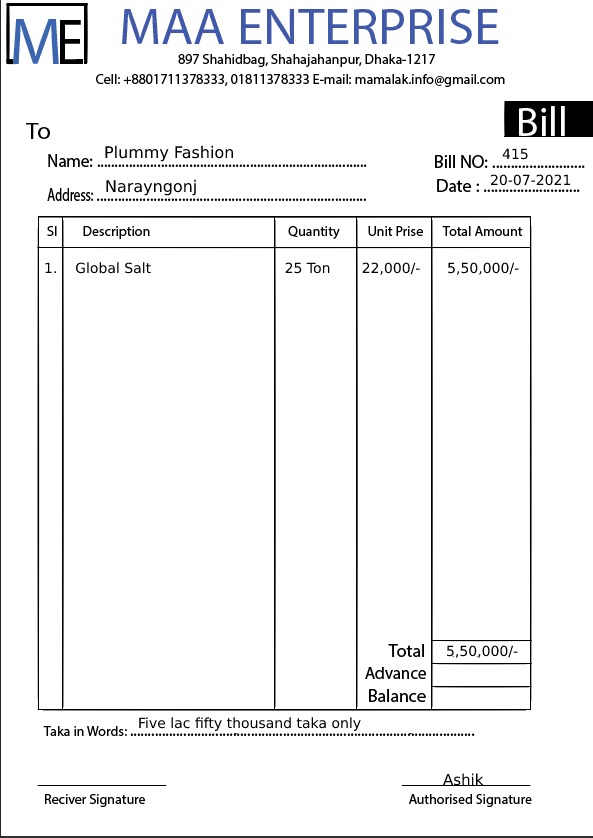 ME MAA ENTERPRISE
897 Shahidbag, Shahajahanpur, Dhaka-1217
Cell: +8801711378333, 01811378333 E-mail: mamalak.info@gmail.com
Bill
To
Name: Plummy Fashion
Bill NO: 415
Address: Narayngonj
Date : 20-07-2021
Sl Description Quantity Unit Prise Total Amount
1. Global Salt 25 Ton 22,000/- 5,50,000/-
Total 5,50,000/-
Advance
Balance
Taka in Words: Five lac fifty thousand taka only
Ashik
Reciver Signature Authorised Signature